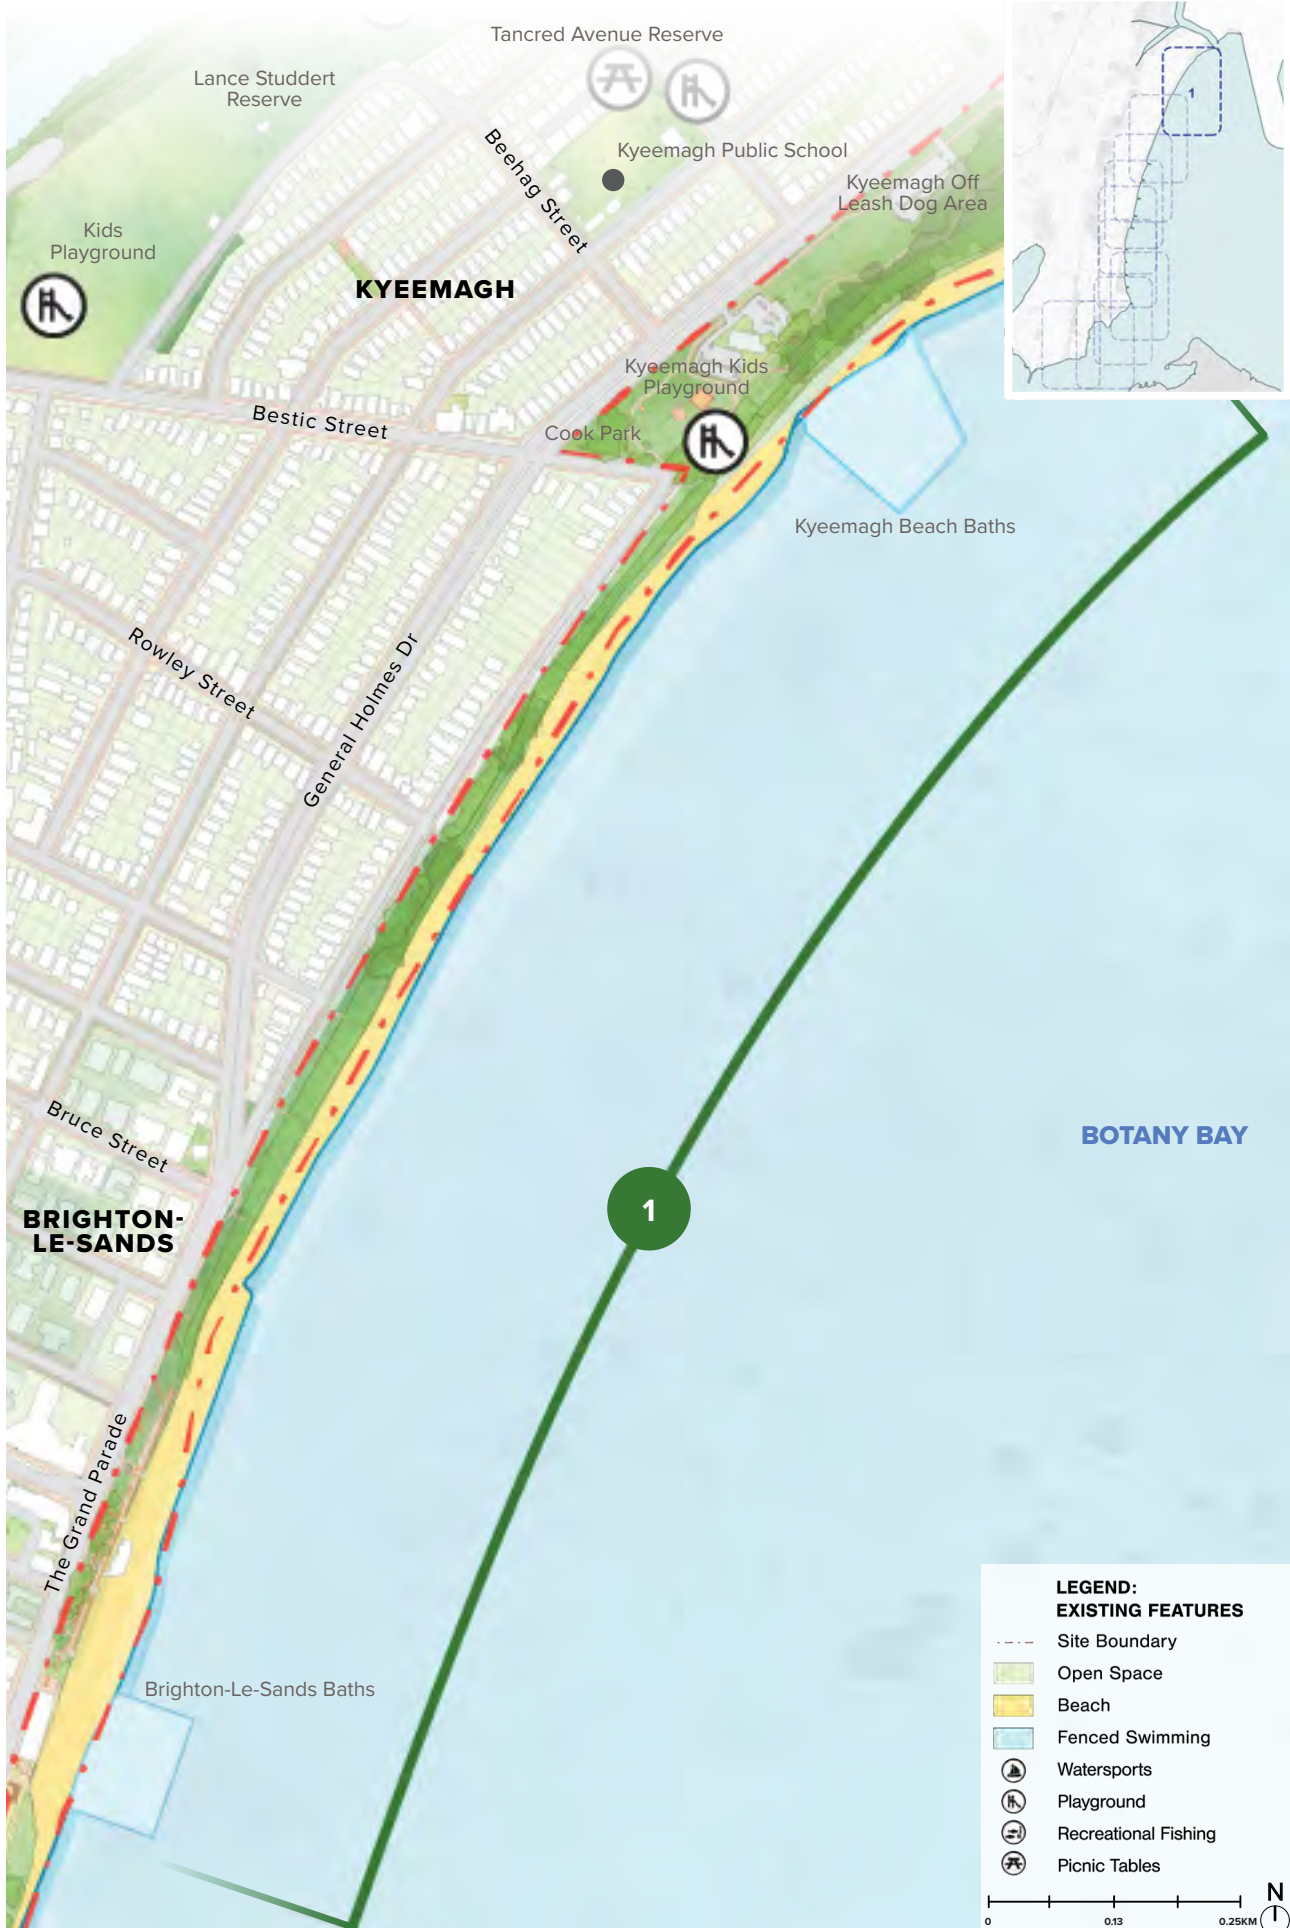 Tancred Avenue Reserve
Lance Studdert
Reserve
1
Beehag Street
Kyeemagh Public School
Kyeemagh Off
Leash Dog Area
Kids
Playground
KYEEMAGH
Kyeemagh Kids
Playground
Bestic Street
Cook Park
Kyeemagh Beach Baths
Rowley Street
General Holmes Dr
Bruce Street
BOTANY BAY
1
BRIGHTON-
LE-SANDS
The Grand Parade
Brighton-Le-Sands Baths
LEGEND:
EXISTING FEATURES
Site Boundary
Open Space
Beach
Fenced Swimming
Watersports
Playground
Recreational Fishing
Picnic Tables
N
0 0.13 0.25KM